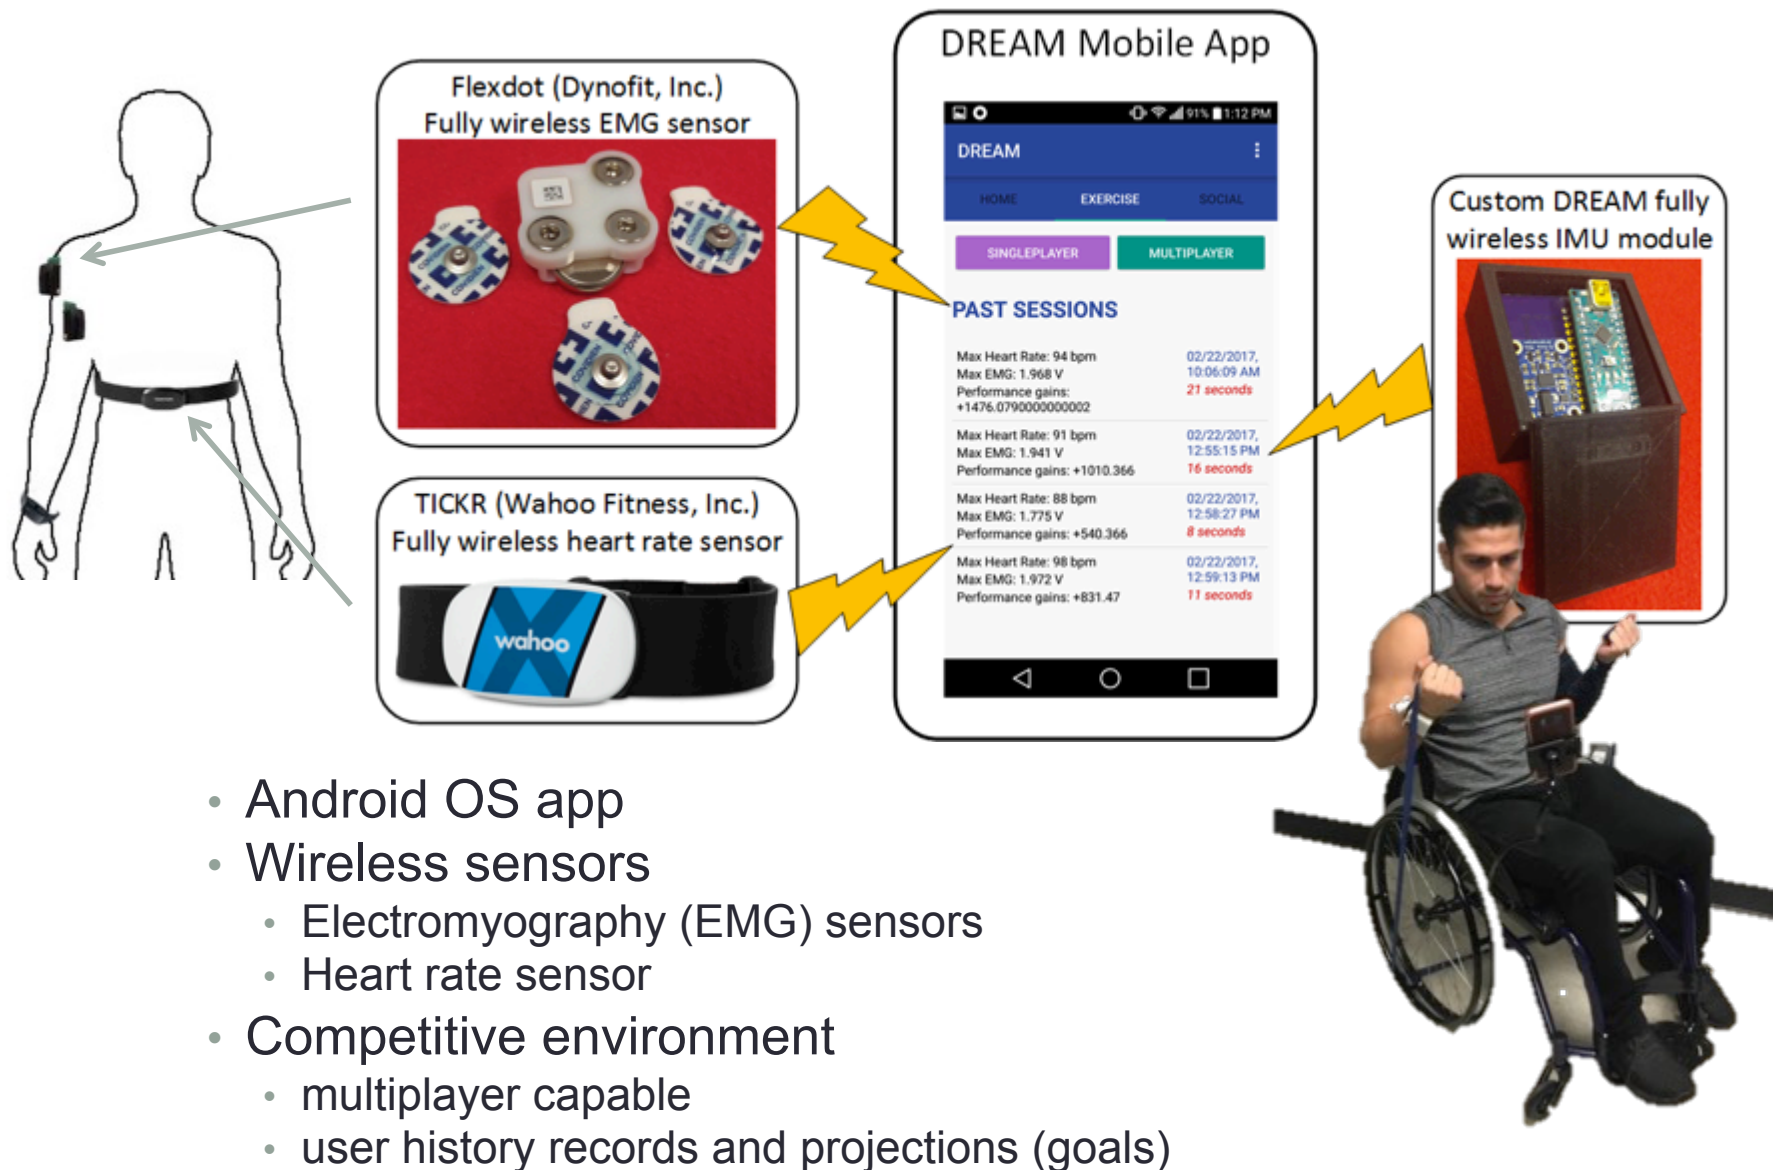 Flexdot (Dynofit, Inc.)
Fully wireless EMG sensor
COVIDIEN
COVIDIEN
COVIDIEN
TICKR (Wahoo Fitness, Inc.)
Fully wireless heart rate sensor
wahoo
DREAM Mobile App
91% 1:12 PM
DREAM
HOME EXERCISE SOCIAL
SINGLEPLAYER MULTIPLAYER
PAST SESSIONS
Max Heart Rate: 94 bpm 02/22/2017,
Max EMG: 1.968 V 10:06:09 AM
Performance gains: 21 seconds
+1476.0790000000002
Max Heart Rate: 91 bpm 02/22/2017,
Max EMG: 1.941 V 12:55:15 PM
Performance gains: +1010.366 16 seconds
Max Heart Rate: 88 bpm 02/22/2017,
Max EMG: 1.775 V 12:58:27 PM
Performance gains: +540.366 8 seconds
Max Heart Rate: 98 bpm 02/22/2017,
Max EMG: 1.972 V 12:59:13 PM
Performance gains: +831.47 11 seconds
Custom DREAM fully
wireless IMU module
• Android OS app
• Wireless sensors
• Electromyography (EMG) sensors
• Heart rate sensor
• Competitive environment
• multiplayer capable
• user history records and projections (goals)